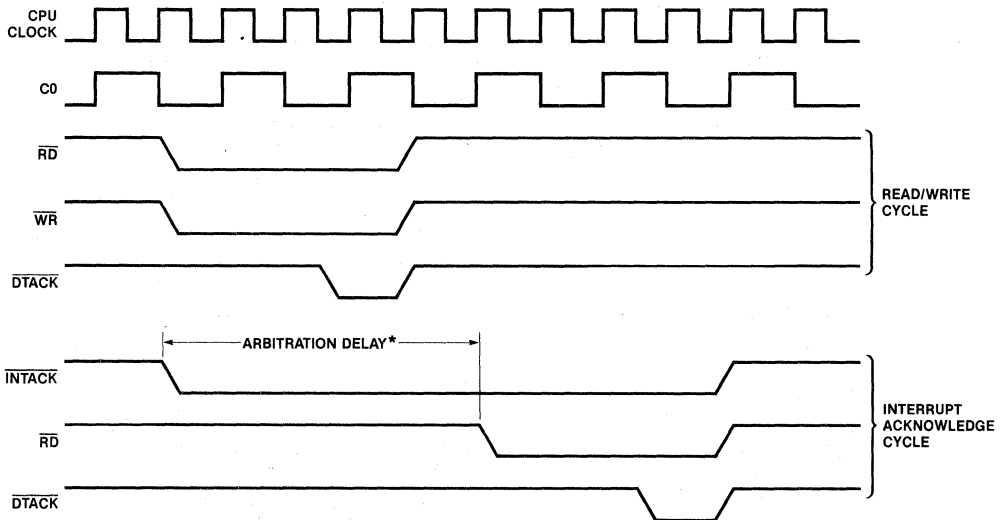 CPU
CLOCK
C0
RD
WR
READ/WRITE
CYCLE
DTACK
ARBITRATION DELAY*
INTACK
RD
INTERRUPT
ACKNOWLEDGE
CYCLE
DTACK